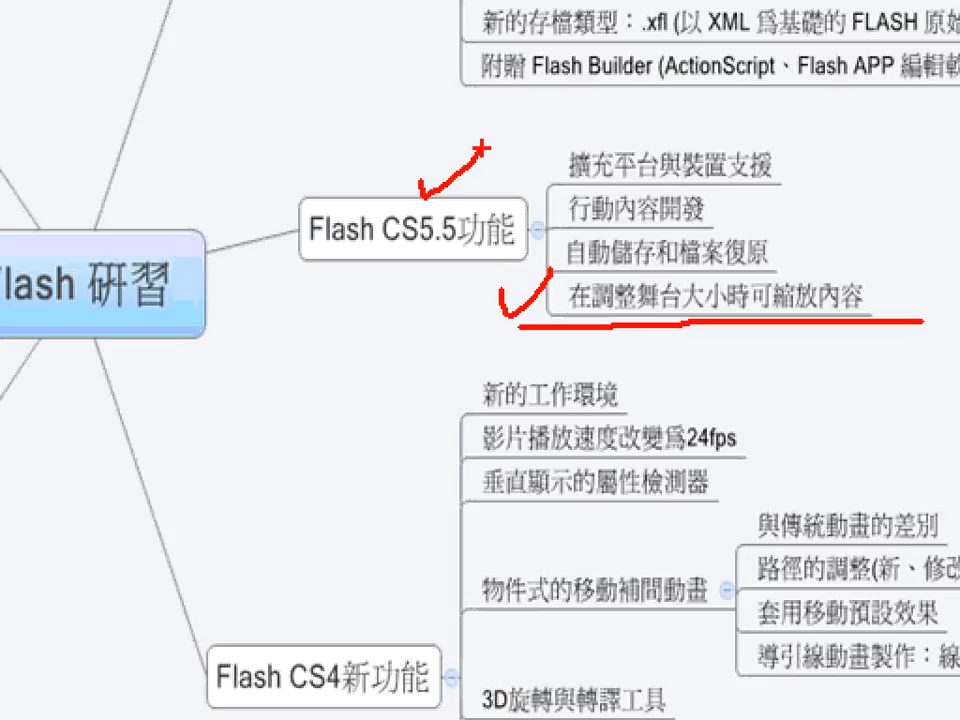 新的存檔類型：.xfl (以 XML 為基礎的 FLASH 原始
附贈 Flash Builder (ActionScript、Flash APP 編輯軟
Flash CS5.5功能
擴充平台與裝置支援
行動內容開發
自動儲存和檔案復原
在調整舞台大小時可縮放內容
Flash 研習
新的工作環境
影片播放速度改變為24fps
垂直顯示的屬性檢測器
物件式的移動補間動畫
與傳統動畫的差別
路徑的調整(新、修改
套用移動預設效果
導引線動畫製作：線
Flash CS4新功能
3D旋轉與轉譯工具